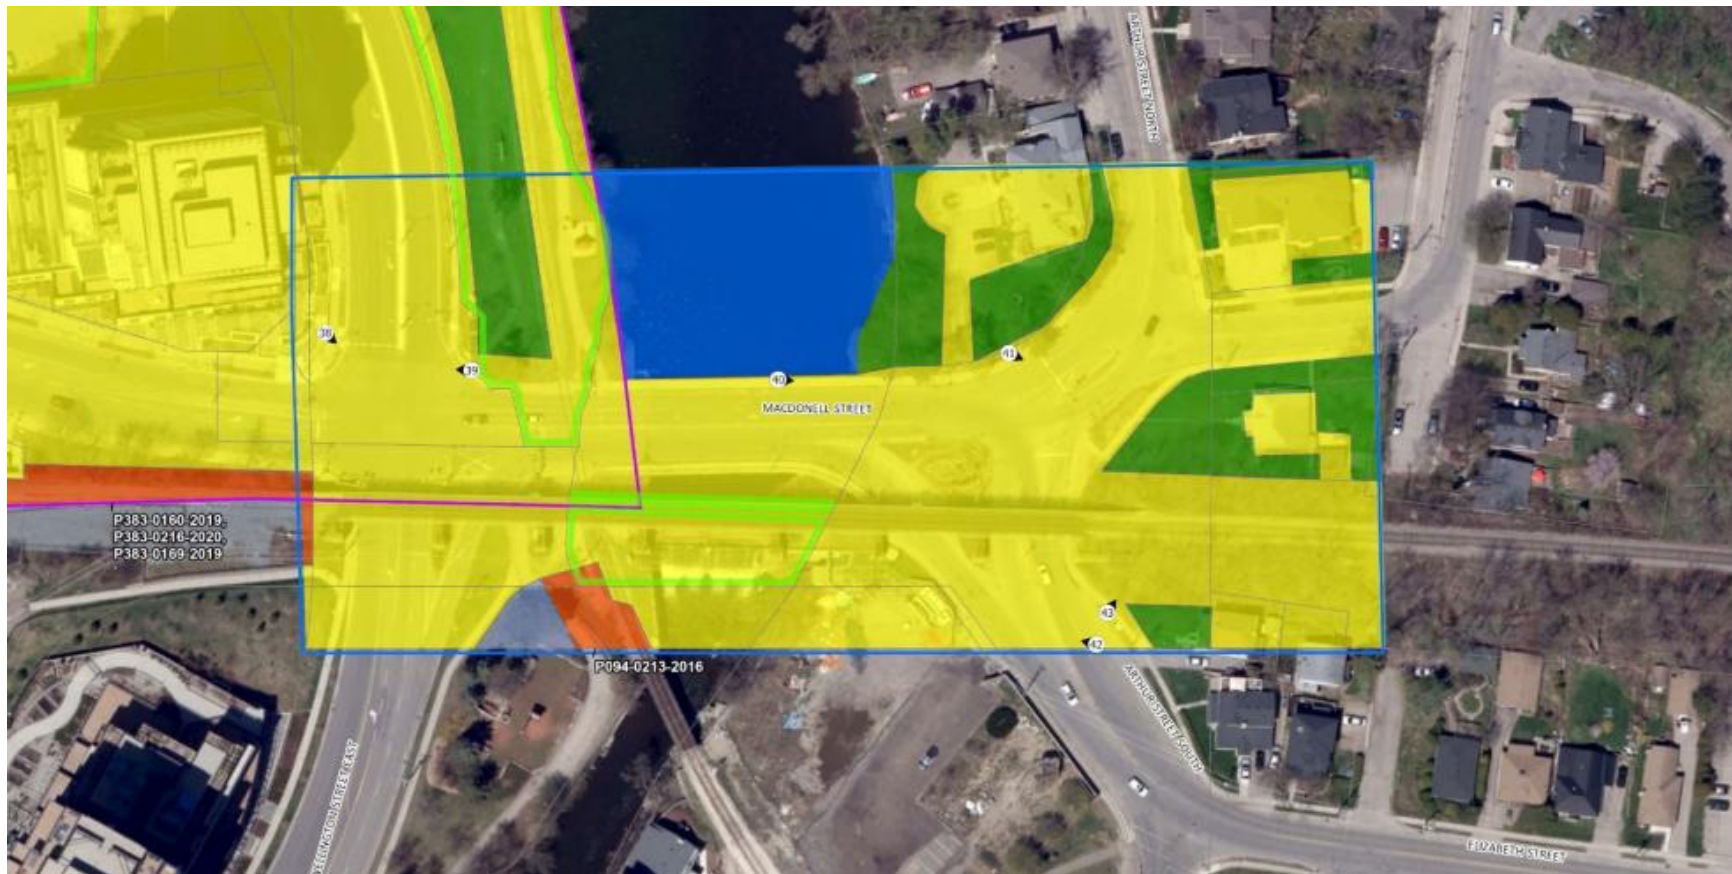 ARTHUR STREET NORTH
38
39
40
41
MACDONELL STREET
P383-0160-2019,
P383-0216-2020,
P383-0169-2019
43
42
P094-0213-2016
ARTHUR STREET SOUTH
WELLINGTON STREET EAST
ELIZABETH STREET